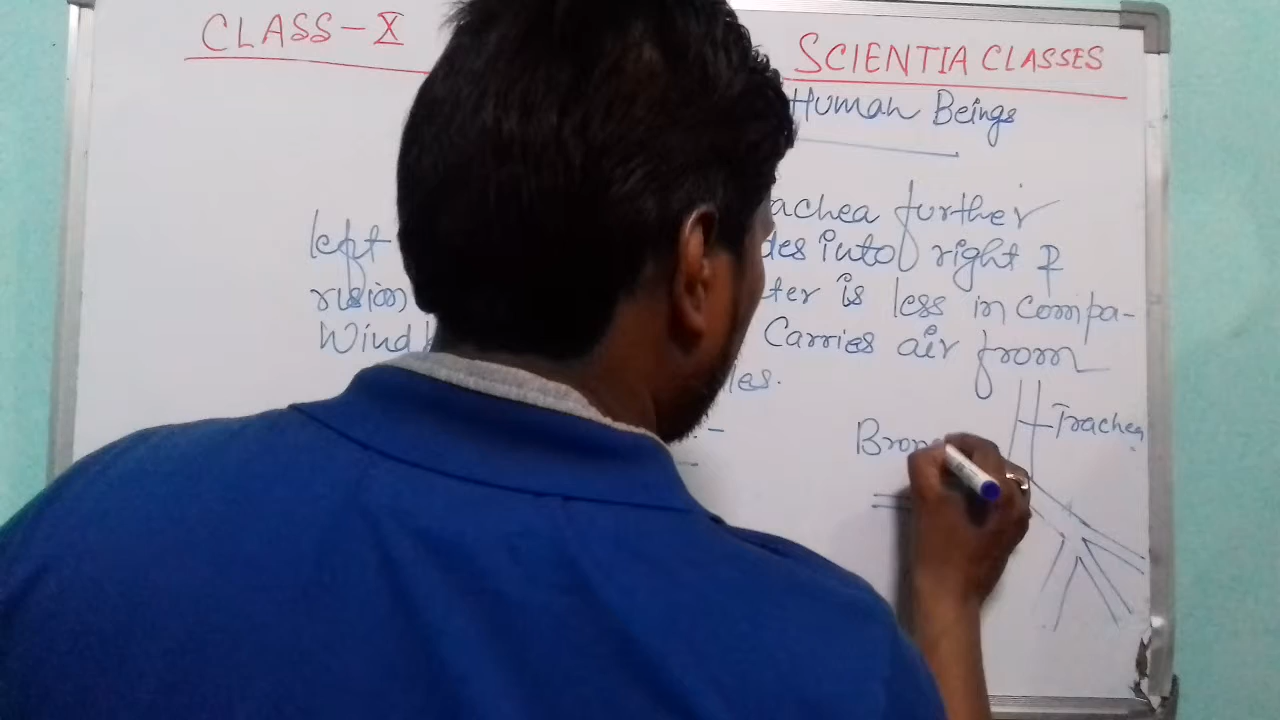 CLASS-X
SCIENTIA CLASSES
Human Beings
achea further
left des into right &
rision ter is less in compa-
Wind Carries air from
les.
Trachea
Bron